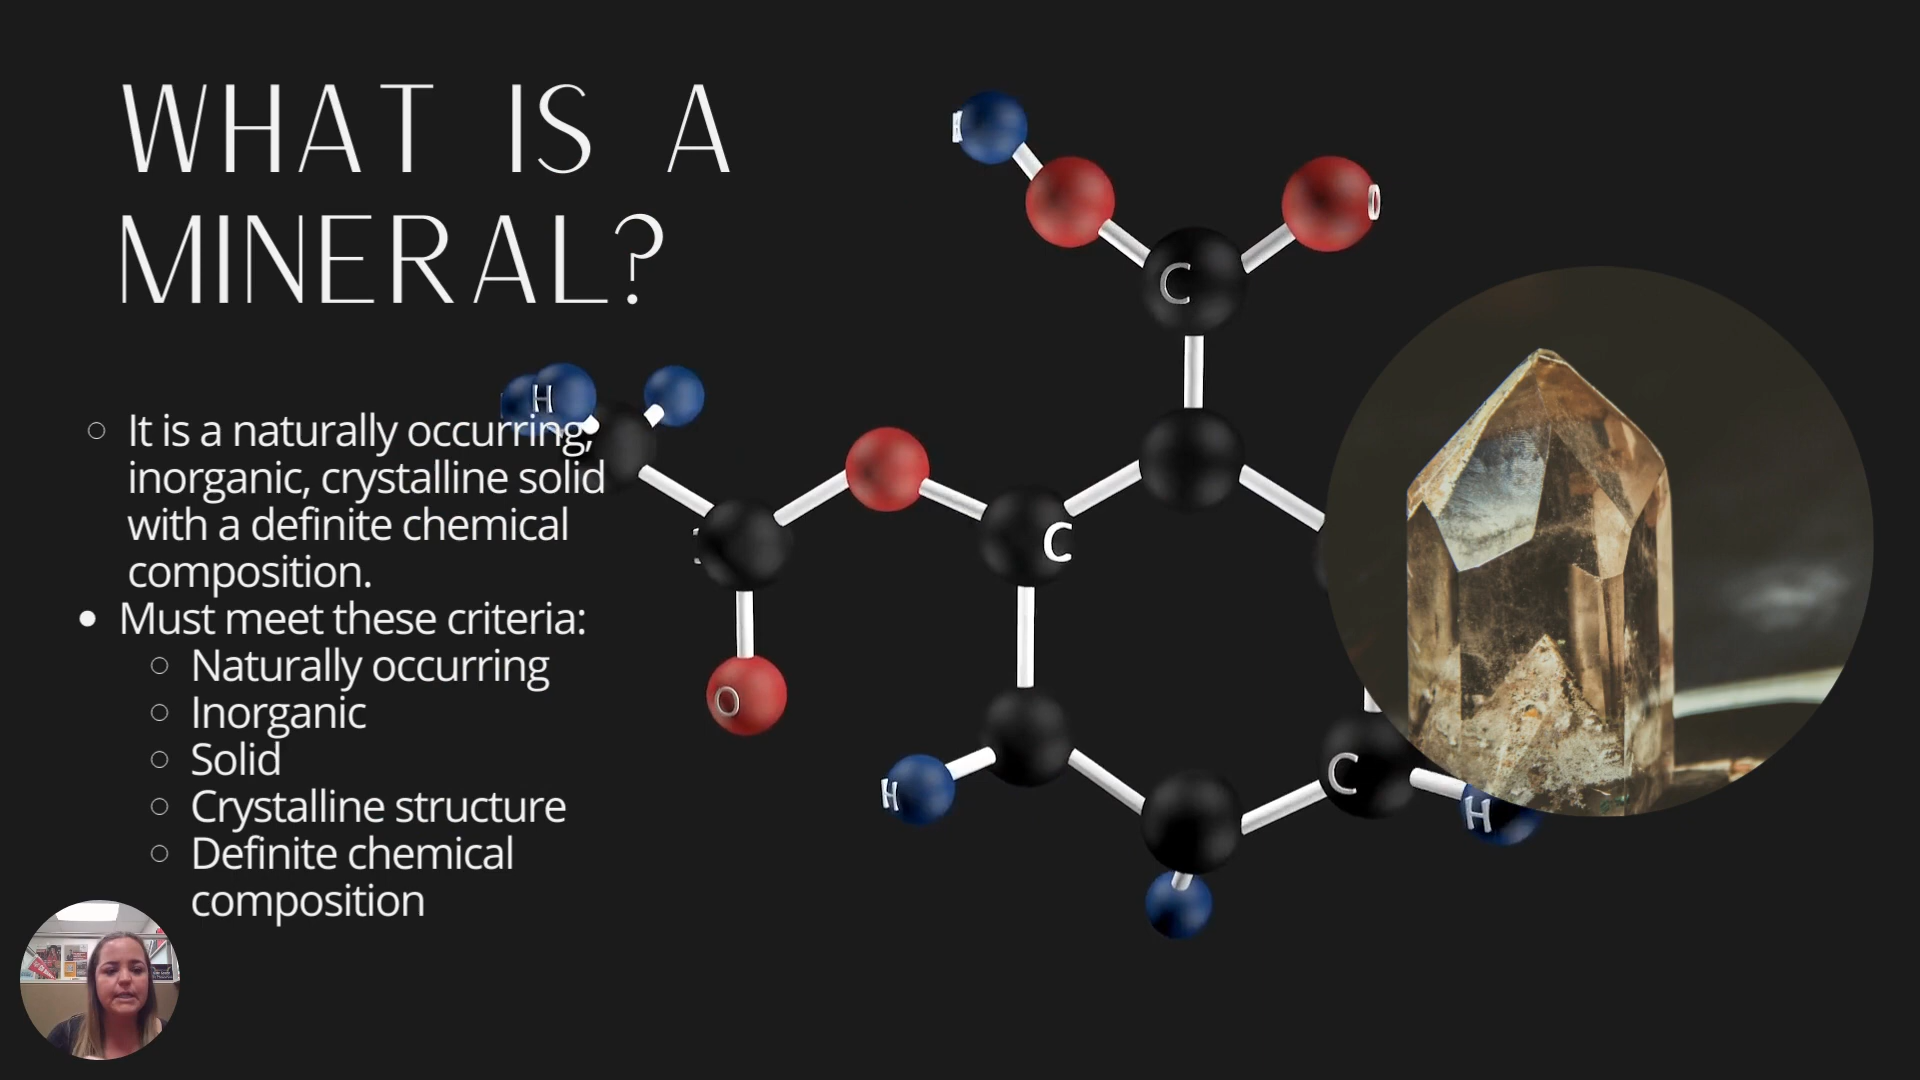 WHAT IS A
MINERAL?
It is a naturally occurring,
inorganic, crystalline solid
with a definite chemical
composition.
Must meet these criteria:
Naturally occurring
Inorganic
Solid
Crystalline structure
Definite chemical
composition
H
O
C
H
C
O
C
H